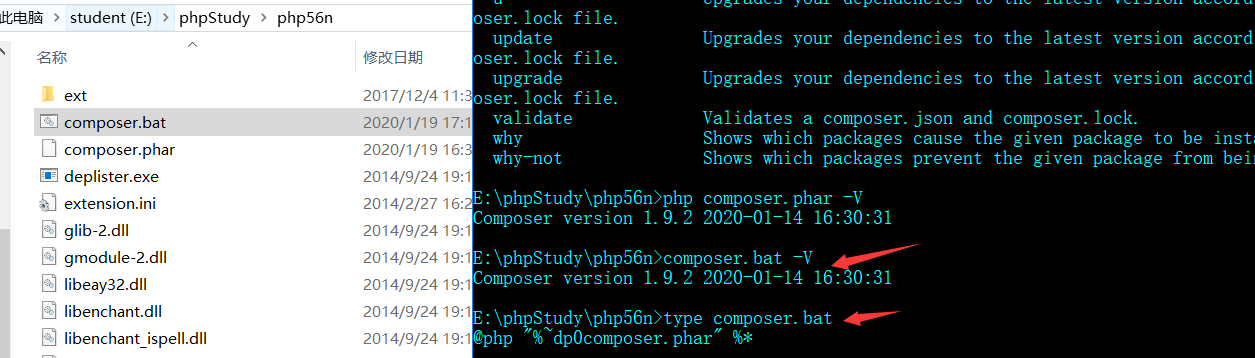 此电脑 > student (E:) > phpStudy > php56n
名称 修改日期
ext 2017/12/4 11:3
composer.bat 2020/1/19 17:1
composer.phar 2020/1/19 16:3
deplister.exe 2014/9/24 19:1
extension.ini 2014/2/27 16:2
glib-2.dll 2014/9/24 19:1
gmodule-2.dll 2014/9/24 19:1
libeay32.dll 2014/9/24 19:1
libenchant.dll 2014/9/24 19:1
libenchant_ispell.dll 2014/9/24 19:1
u Upgrades your dependencies to the latest version accord
oser.lock file.
update Upgrades your dependencies to the latest version accord
oser.lock file.
upgrade Upgrades your dependencies to the latest version accord
oser.lock file.
validate Validates a composer.json and composer.lock.
why Shows which packages cause the given package to be inst
why-not Shows which packages prevent the given package from bein
E:\phpStudy\php56n>php composer.phar -V
Composer version 1.9.2 2020-01-14 16:30:31
E:\phpStudy\php56n>composer.bat -V
Composer version 1.9.2 2020-01-14 16:30:31
E:\phpStudy\php56n>type composer.bat
@php "%~dp0composer.phar" %*